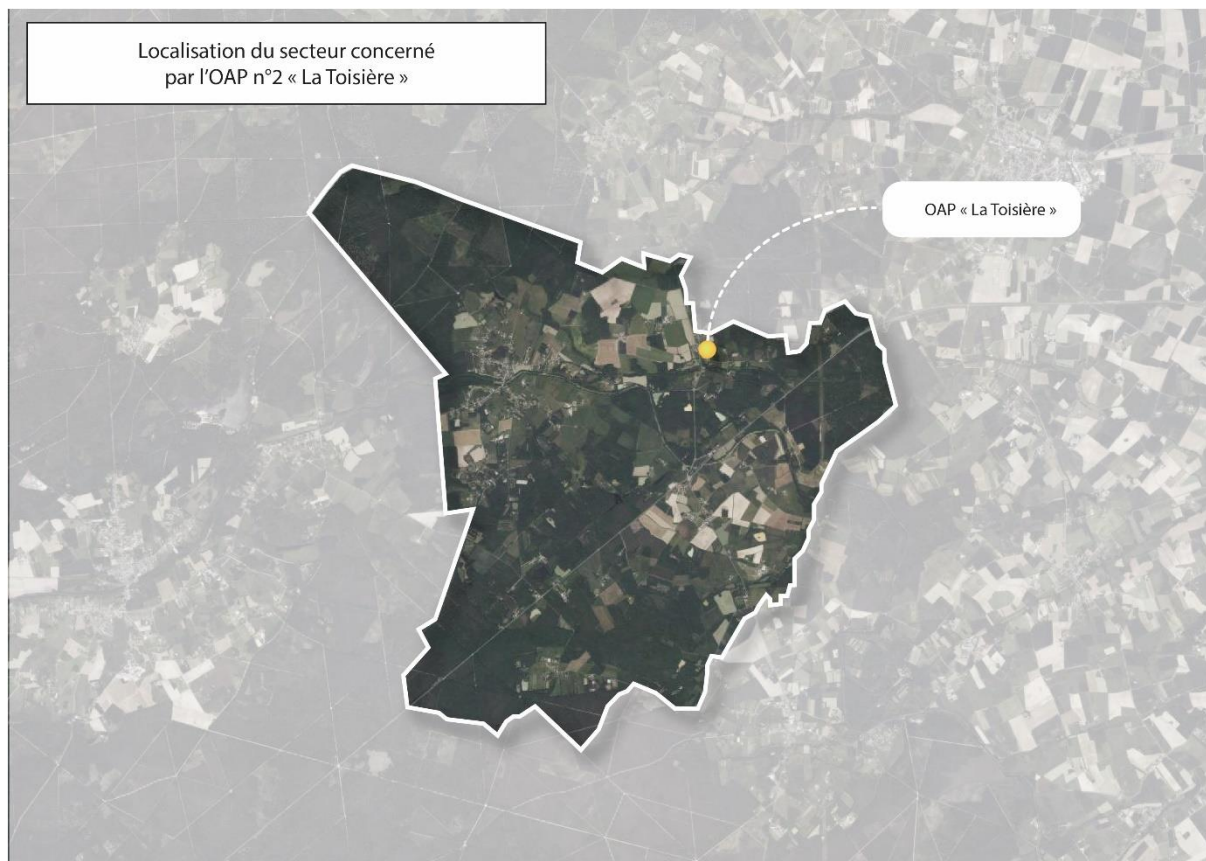 Localisation du secteur concerné
par l'OAP n°2 « La Toisière »
OAP « La Toisière »